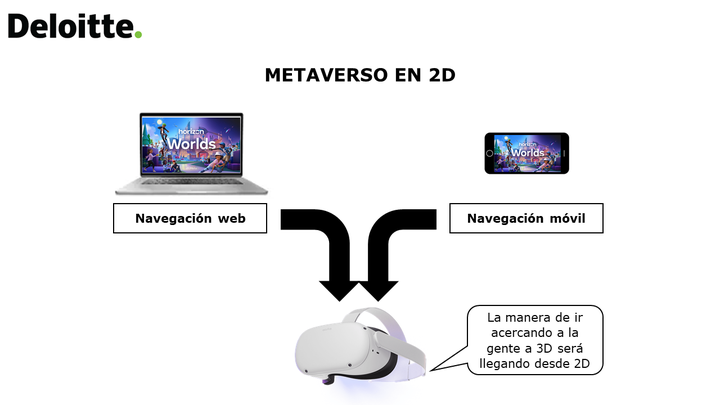 Deloitte.
METAVERSO EN 2D
horizon
Worlds
horizon
Worlds
Navegación web
Navegación móvil
La manera de ir
acercando a la
gente a 3D será
llegando desde 2D